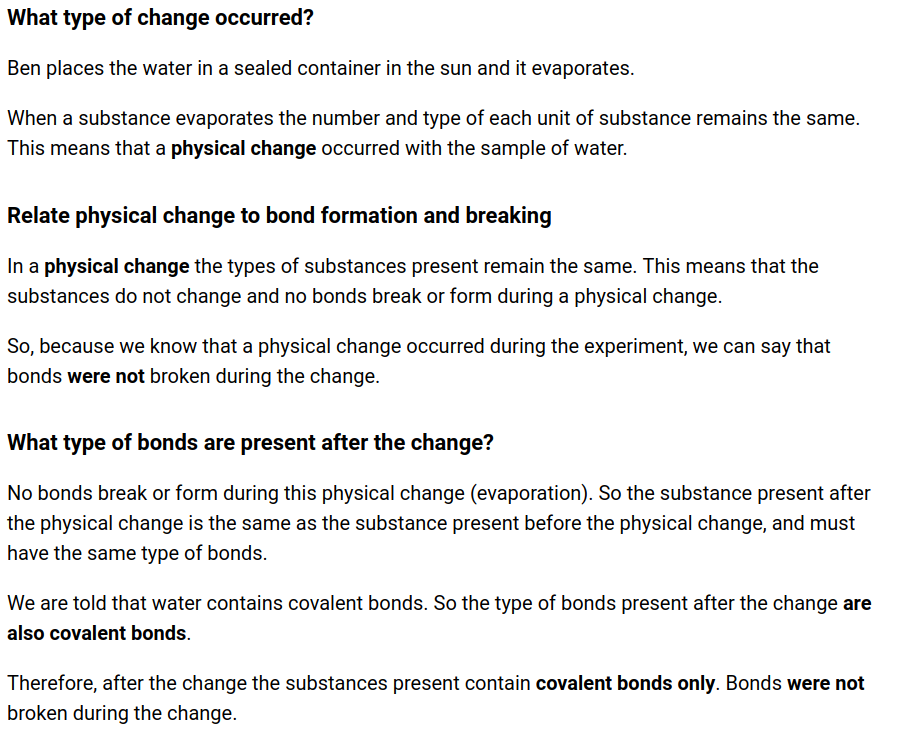 What type of change occurred?
Ben places the water in a sealed container in the sun and it evaporates.
When a substance evaporates the number and type of each unit of substance remains the same.
This means that a physical change occurred with the sample of water.
Relate physical change to bond formation and breaking
In a physical change the types of substances present remain the same. This means that the
substances do not change and no bonds break or form during a physical change.
So, because we know that a physical change occurred during the experiment, we can say that
bonds were not broken during the change.
What type of bonds are present after the change?
No bonds break or form during this physical change (evaporation). So the substance present after
the physical change is the same as the substance present before the physical change, and must
have the same type of bonds.
We are told that water contains covalent bonds. So the type of bonds present after the change are
also covalent bonds.
Therefore, after the change the substances present contain covalent bonds only. Bonds were not
broken during the change.